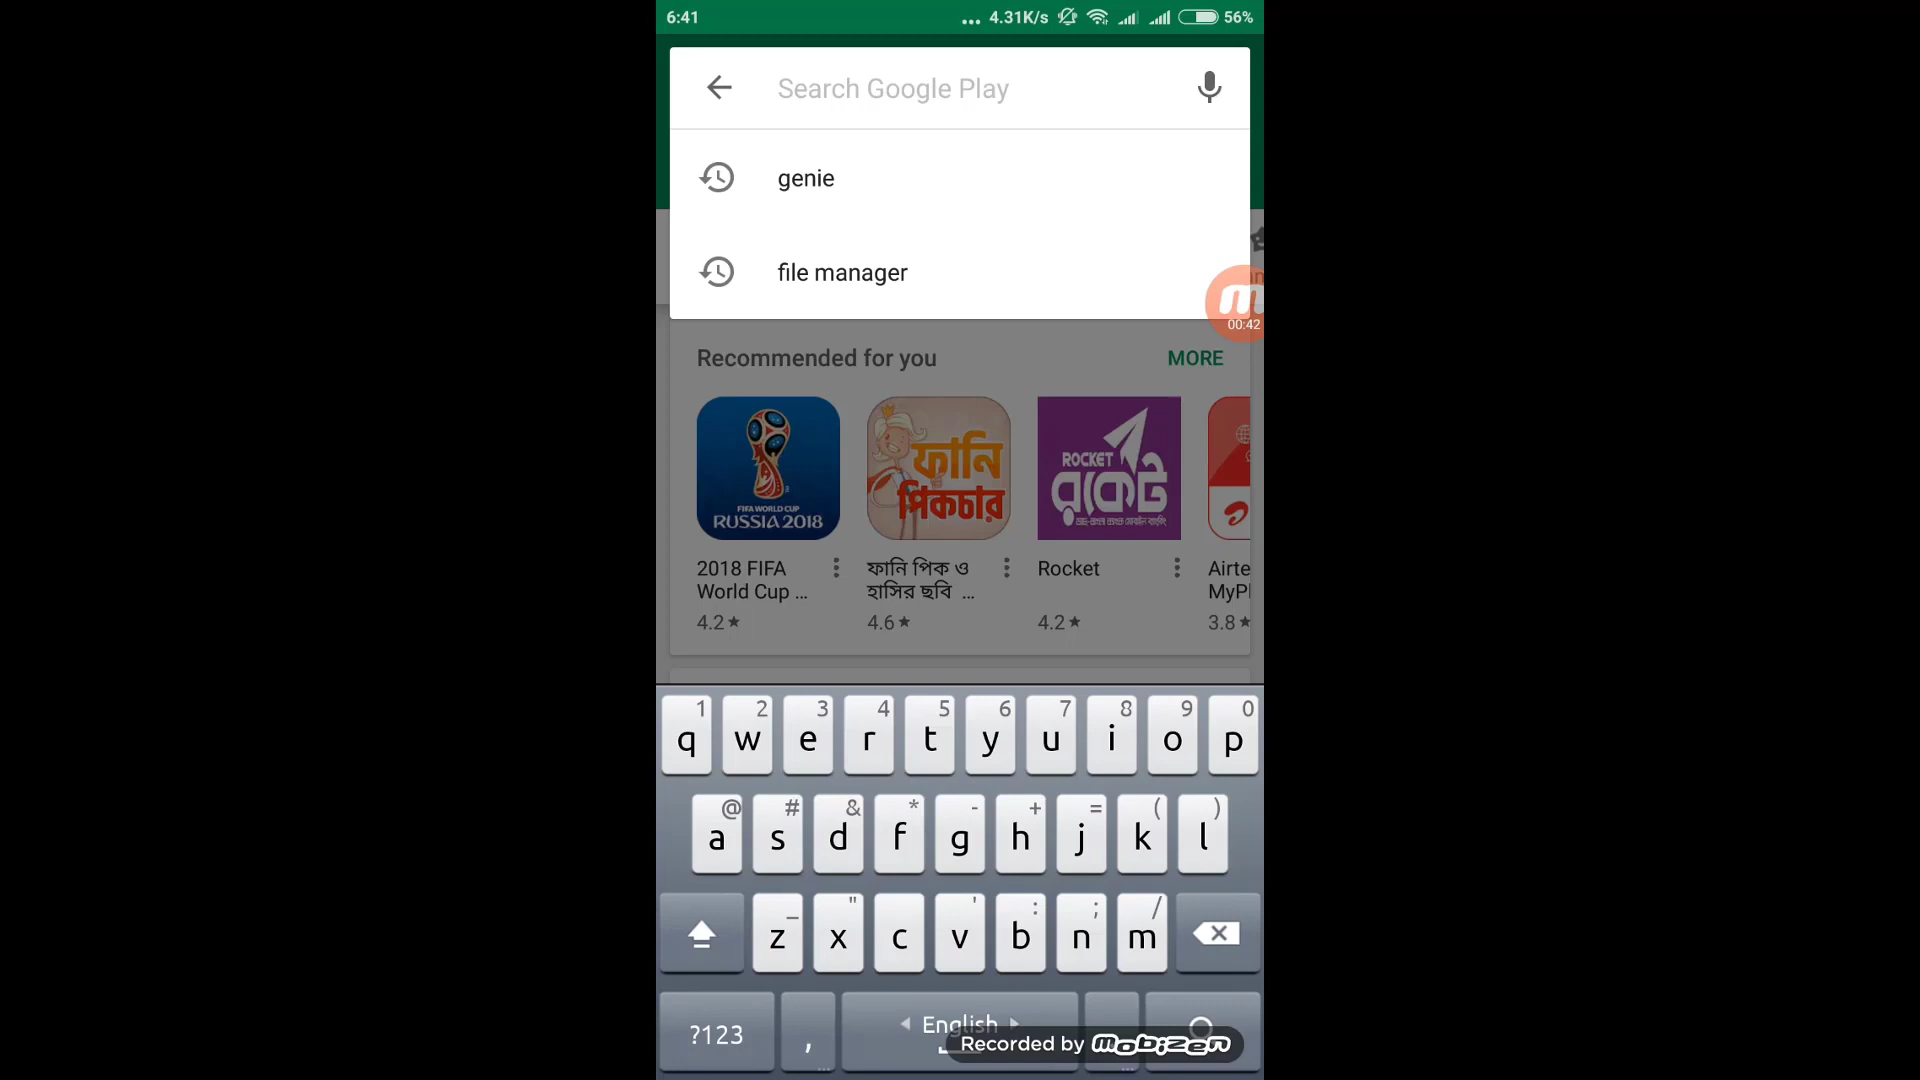 6:41 ... 4.31K/s 56%
Search Google Play
genie
file manager
00:42
Recommended for you MORE
FIFA WORLD CUP
RUSSIA 2018
ফানি
পিকচার
ROCKET
রকেট
2018 FIFA
World Cup ...
4.2
ফানি পিক ও
হাসির ছবি ...
4.6
Rocket
4.2
Airte
MyPl
3.8
1 2 3 4 5 6 7 8 9 0
q w e r t y u i o p
@ # & * - + = ( )
a s d f g h j k l
_ " ' : ; /
z x c v b n m
?123 , English
Recorded by mobizen